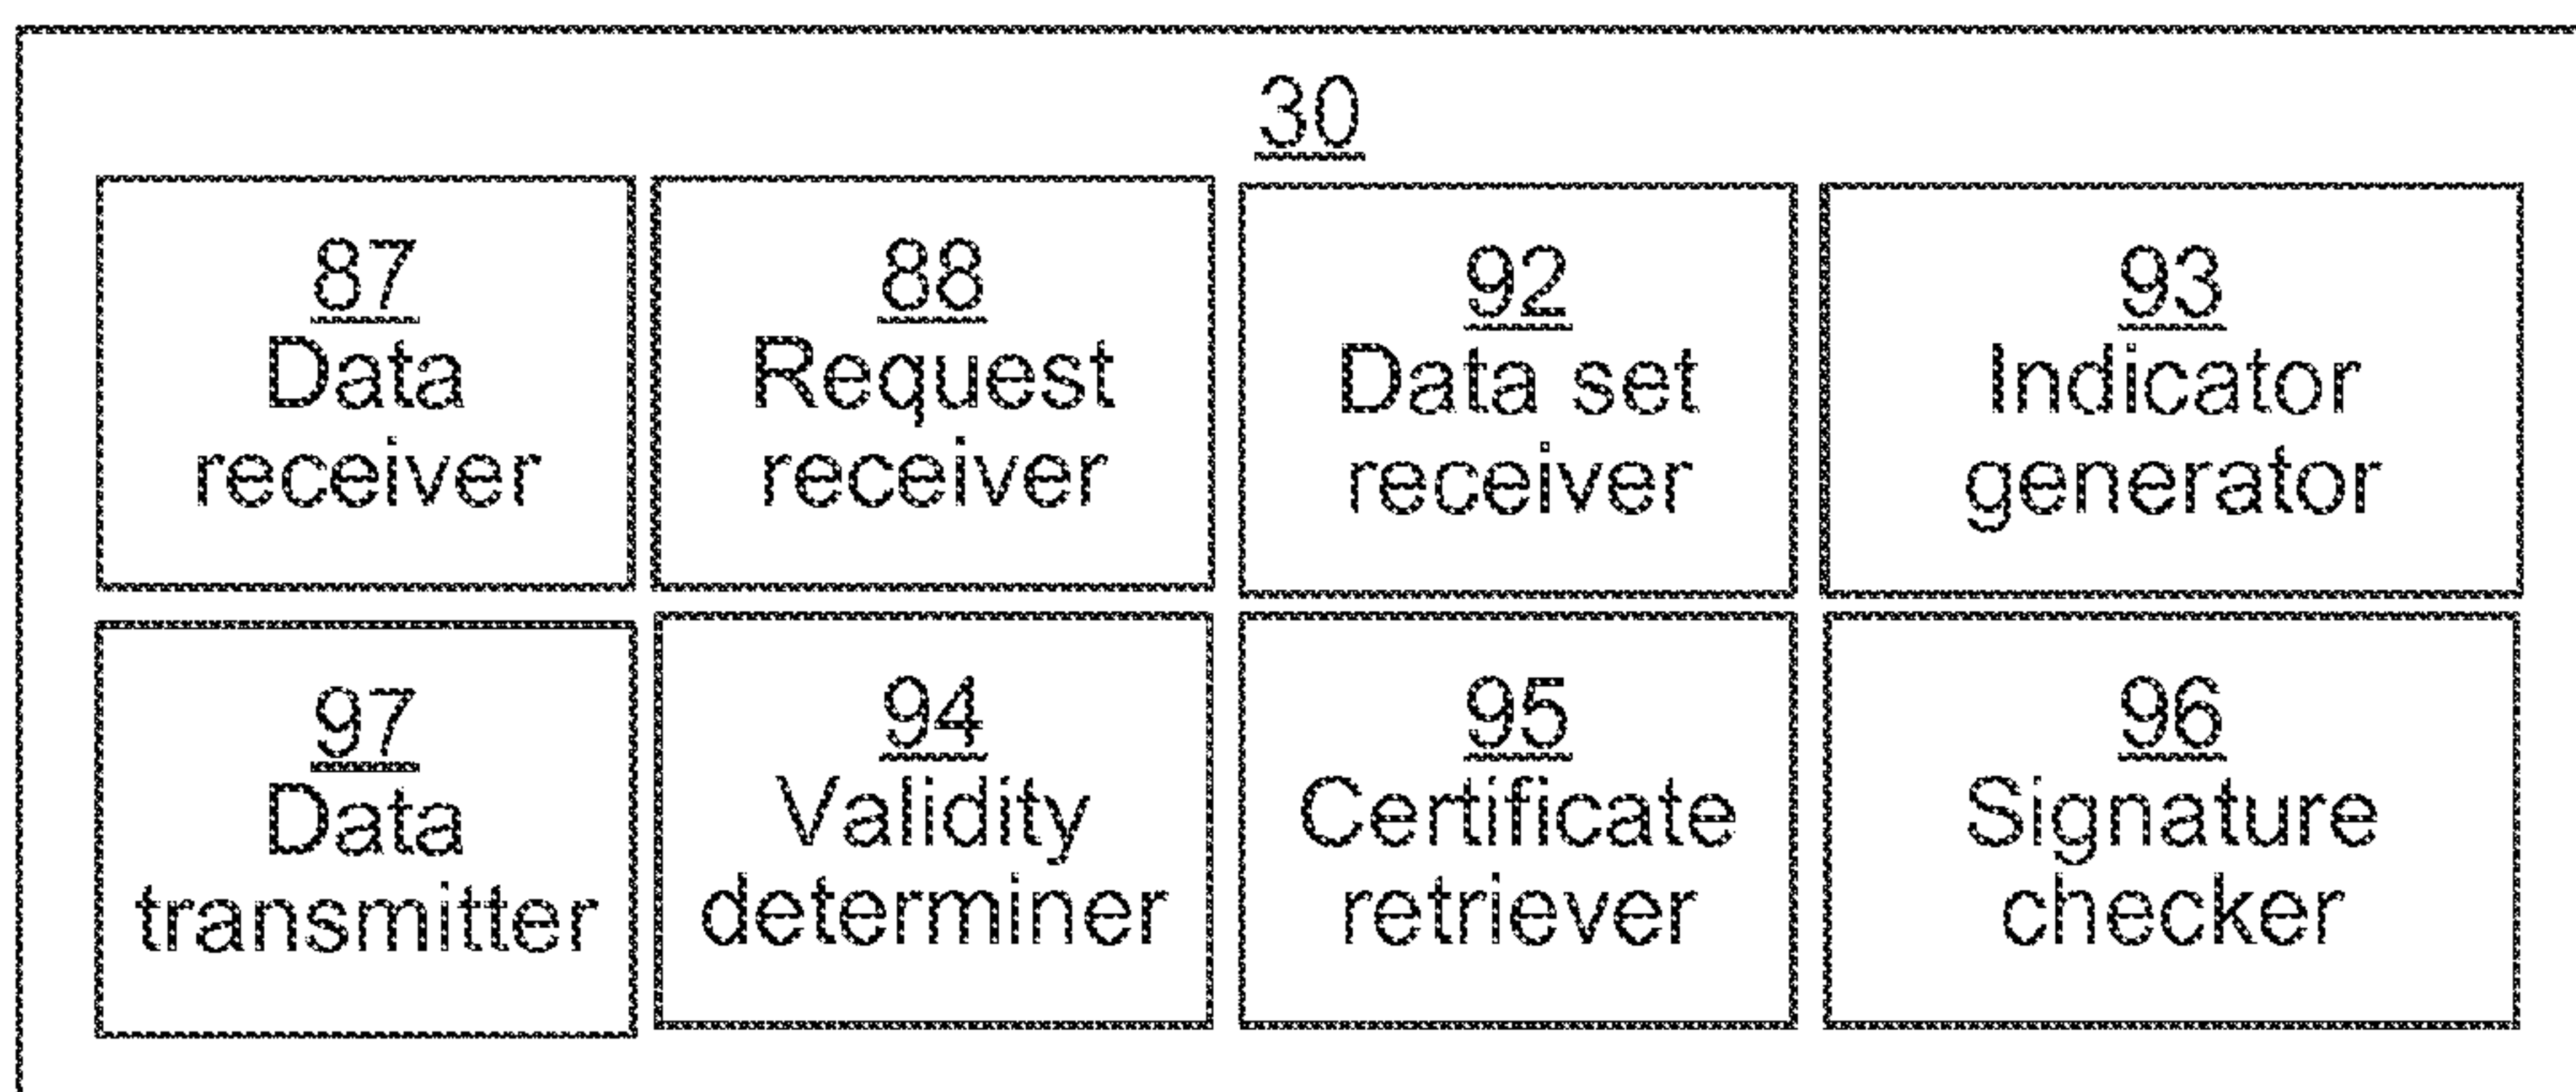 30
87
Data
receiver
88
Request
receiver
92
Data set
receiver
93
Indicator
generator
97
Data
transmitter
94
Validity
determiner
95
Certificate
retriever
96
Signature
checker